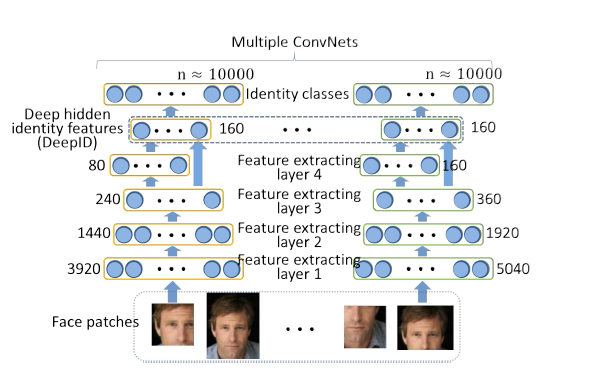 Multiple ConvNets
n ≈ 10000
n ≈ 10000
Identity classes
Deep hidden
identity features
(DeepID)
160
...
160
80
Feature extracting
layer 4
160
240
Feature extracting
layer 3
360
1440
Feature extracting
layer 2
1920
3920
Feature extracting
layer 1
5040
Face patches
...